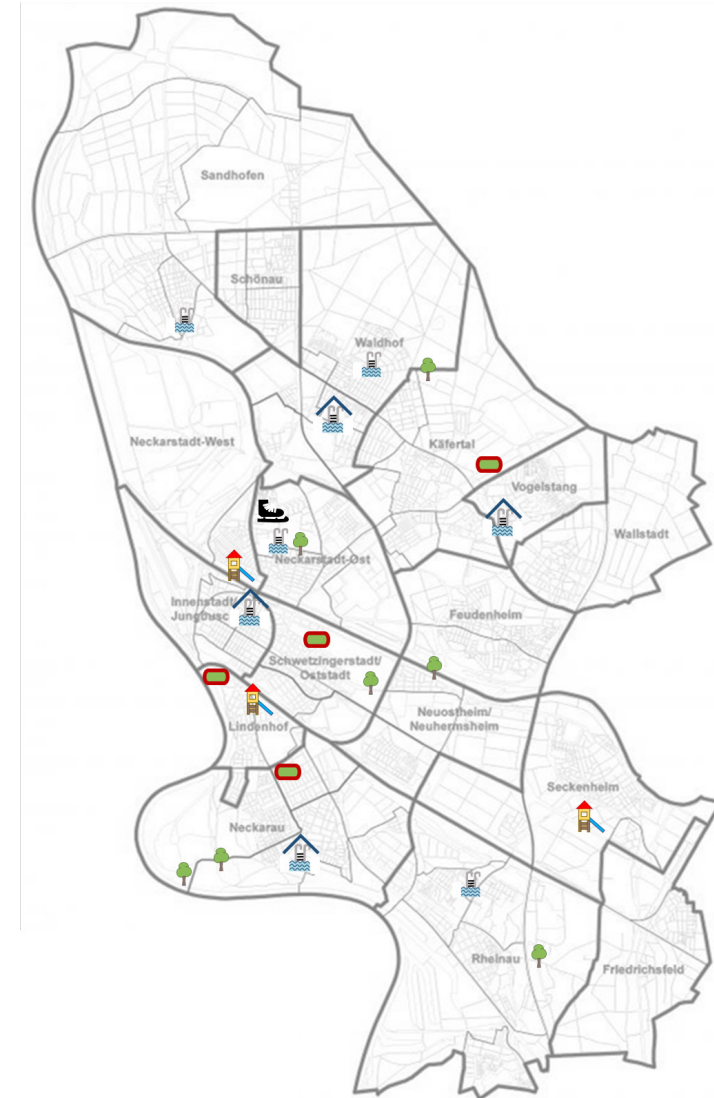 Sandhofen
Schönau
Waldhof
Neckarstadt-West
Käfertal
Vogelstang
Wallstadt
Neckarstadt-Ost
Innenstadt/
Jungbusc
Feudenheim
Schwetzingerstadt/
Oststadt
Neuostheim/
Neuhermsheim
Lindenhof
Seckenheim
Neckarau
Rheinau
Friedrichsfeld